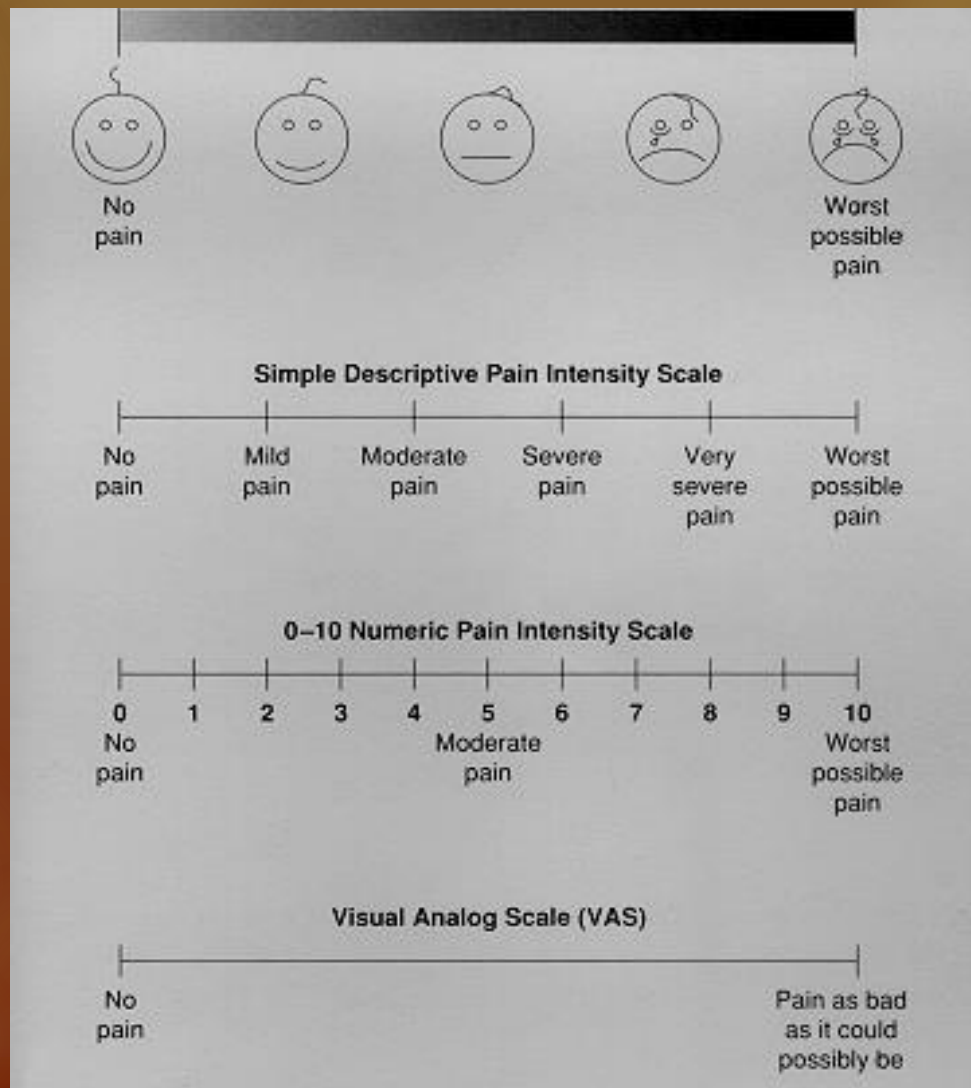 No
pain
Worst
possible
pain
Simple Descriptive Pain Intensity Scale
No
pain
Mild
pain
Moderate
pain
Severe
pain
Very
severe
pain
Worst
possible
pain
0–10 Numeric Pain Intensity Scale
0 1 2 3 4 5 6 7 8 9 10
No
pain
Moderate
pain
Worst
possible
pain
Visual Analog Scale (VAS)
No
pain
Pain as bad
as it could
possibly be